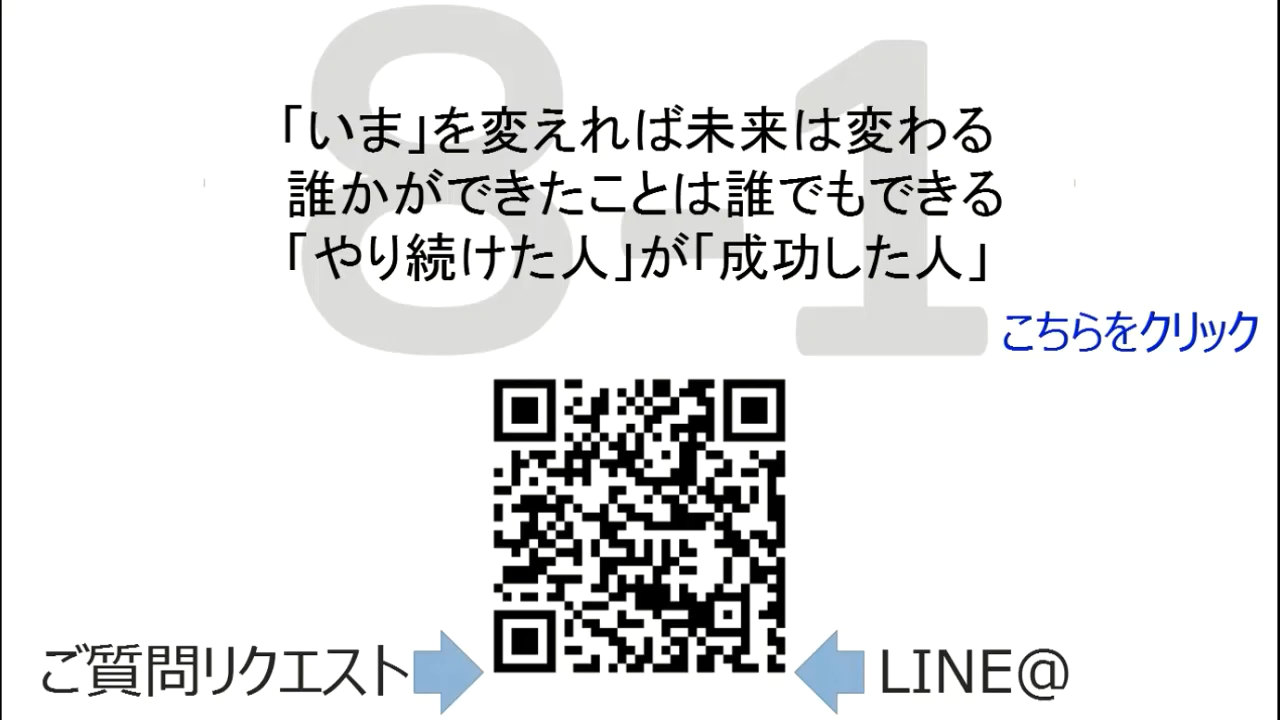 8-1
「いま」を変えれば未来は変わる
誰かができたことは誰でもできる
「やり続けた人」が「成功した人」
こちらをクリック
ご質問リクエスト
LINE@